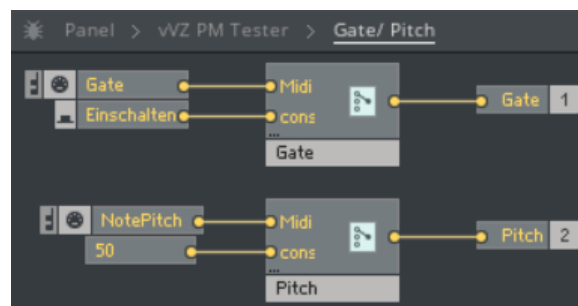 Panel > vVZ PM Tester > Gate/ Pitch
Gate
Einschalten
Midi
cons
...
Gate
Gate 1
NotePitch
50
Midi
cons
...
Pitch
Pitch 2